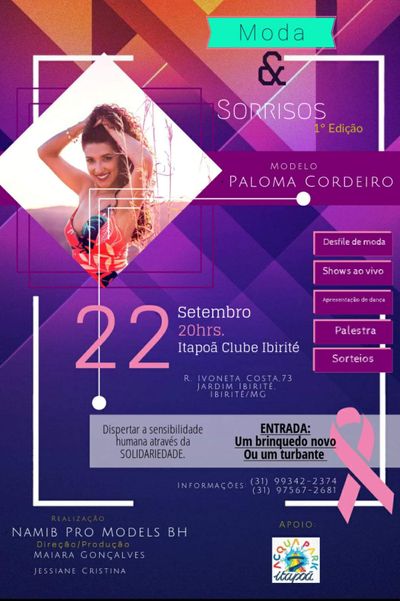 Moda
&
SORRISOS
1º Edição
MODELO
PALOMA CORDEIRO
Desfile de moda
Shows ao vivo
Apresentação de dança
Palestra
Sorteios
22
Setembro
20hrs.
Itapoã Clube Ibirité
R. IVONETA COSTA,73
JARDIM IBIRITÉ,
IBIRITÉ/MG
Dispertar a sensibilidade
humana através da
SOLIDARIEDADE.
ENTRADA:
Um brinquedo novo
Ou um turbante
INFORMAÇÕES: (31) 99342-2374
(31) 97567-2681
REALIZAÇÃO
NAMIB PRO MODELS BH
Direção/Produção
MAIARA GONÇALVES
JESSIANE CRISTINA
APOIO:
ACQUA PARK
itapoã